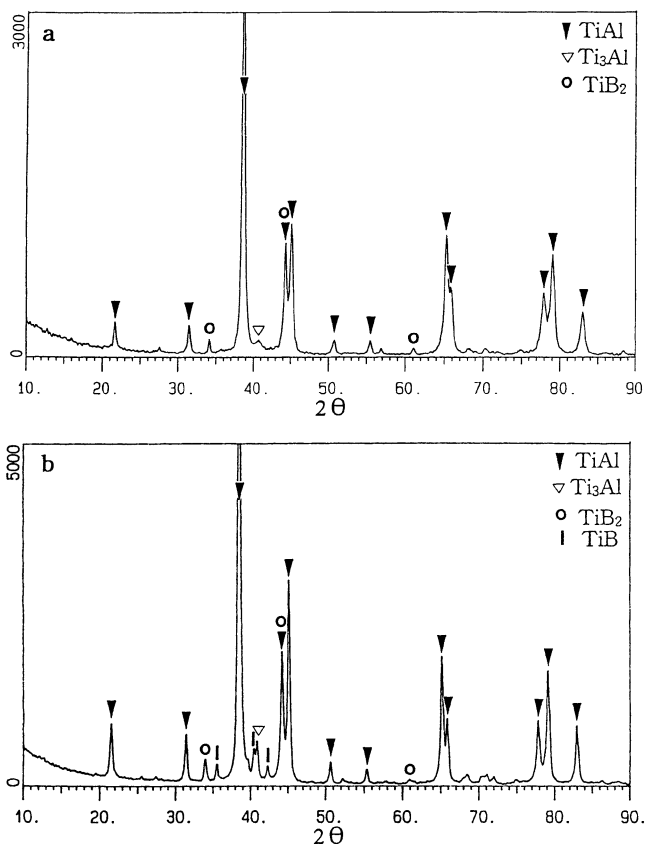 3000
a
TiAl
Ti₃Al
TiB₂
0
10. 20. 30. 40. 50. 60. 70. 80. 90
2θ
5000
b
TiAl
Ti₃Al
TiB₂
TiB
0
10. 20. 30. 40. 50. 60. 70. 80. 90.
2θ